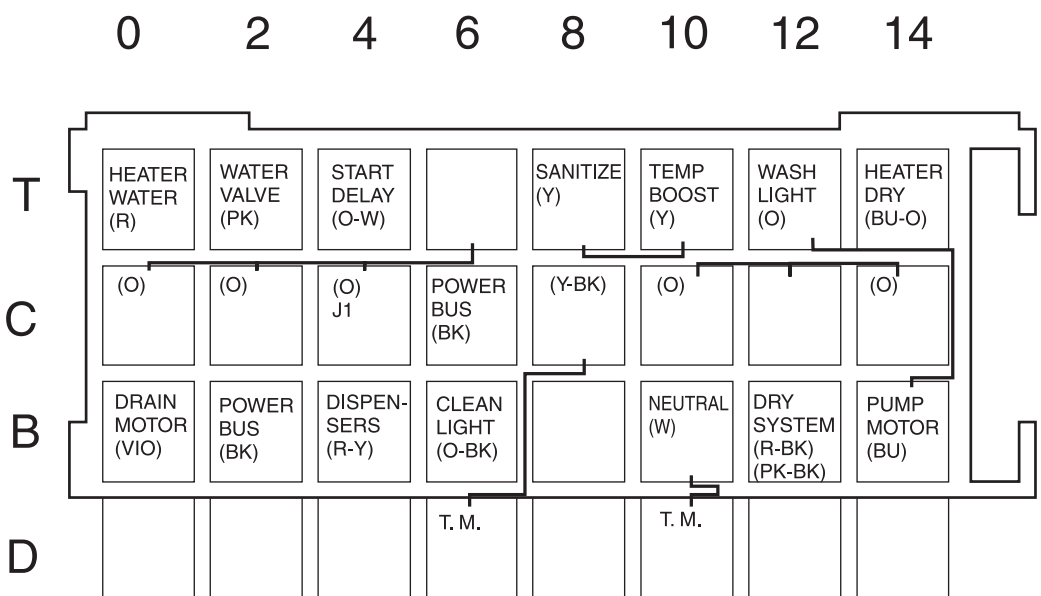 0 2 4 6 8 10 12 14
T
HEATER
WATER
(R)
WATER
VALVE
(PK)
START
DELAY
(O-W)
SANITIZE
(Y)
TEMP
BOOST
(Y)
WASH
LIGHT
(O)
HEATER
DRY
(BU-O)
C
(O)
(O)
(O)
J1
POWER
BUS
(BK)
(Y-BK)
(O)
(O)
B
DRAIN
MOTOR
(VIO)
POWER
BUS
(BK)
DISPEN-
SERS
(R-Y)
CLEAN
LIGHT
(O-BK)
NEUTRAL
(W)
DRY
SYSTEM
(R-BK)
(PK-BK)
PUMP
MOTOR
(BU)
D
T. M.
T. M.